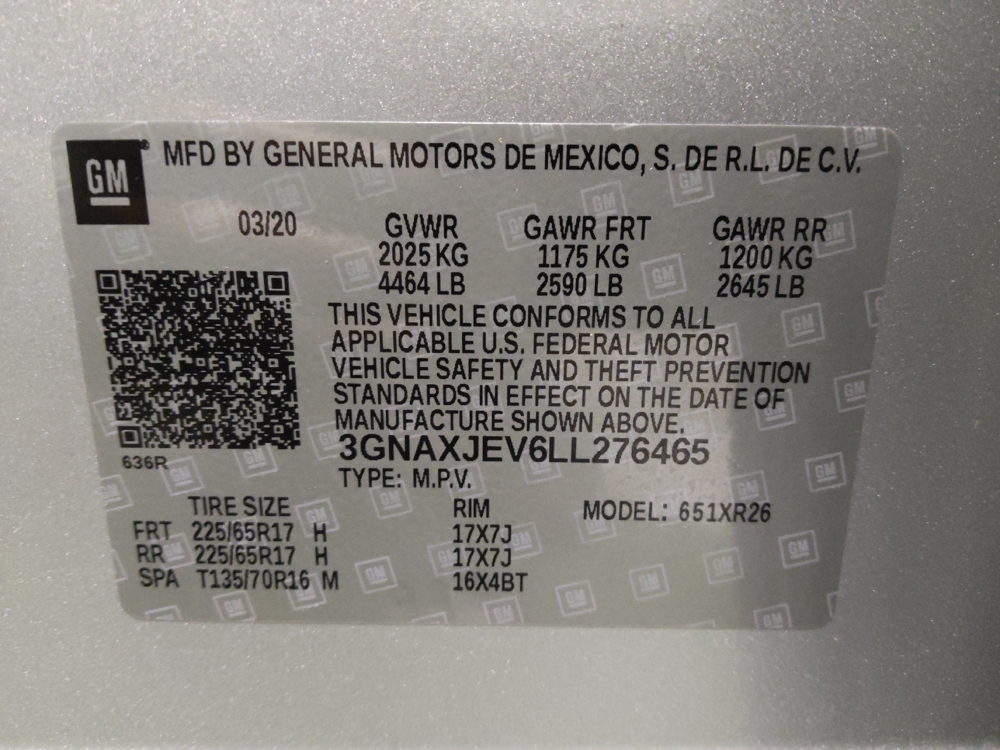 GM® MFD BY GENERAL MOTORS DE MEXICO, S. DE R.L. DE C.V.
03/20 GVWR GAWR FRT GAWR RR
2025 KG 1175 KG 1200 KG
4464 LB 2590 LB 2645 LB
THIS VEHICLE CONFORMS TO ALL
APPLICABLE U.S. FEDERAL MOTOR
VEHICLE SAFETY AND THEFT PREVENTION
STANDARDS IN EFFECT ON THE DATE OF
MANUFACTURE SHOWN ABOVE.
3GNAXJEV6LL276465
636R
TYPE: M.P.V.
TIRE SIZE RIM MODEL: 651XR26
FRT 225/65R17 H 17X7J
RR 225/65R17 H 17X7J
SPA T135/70R16 M 16X4BT